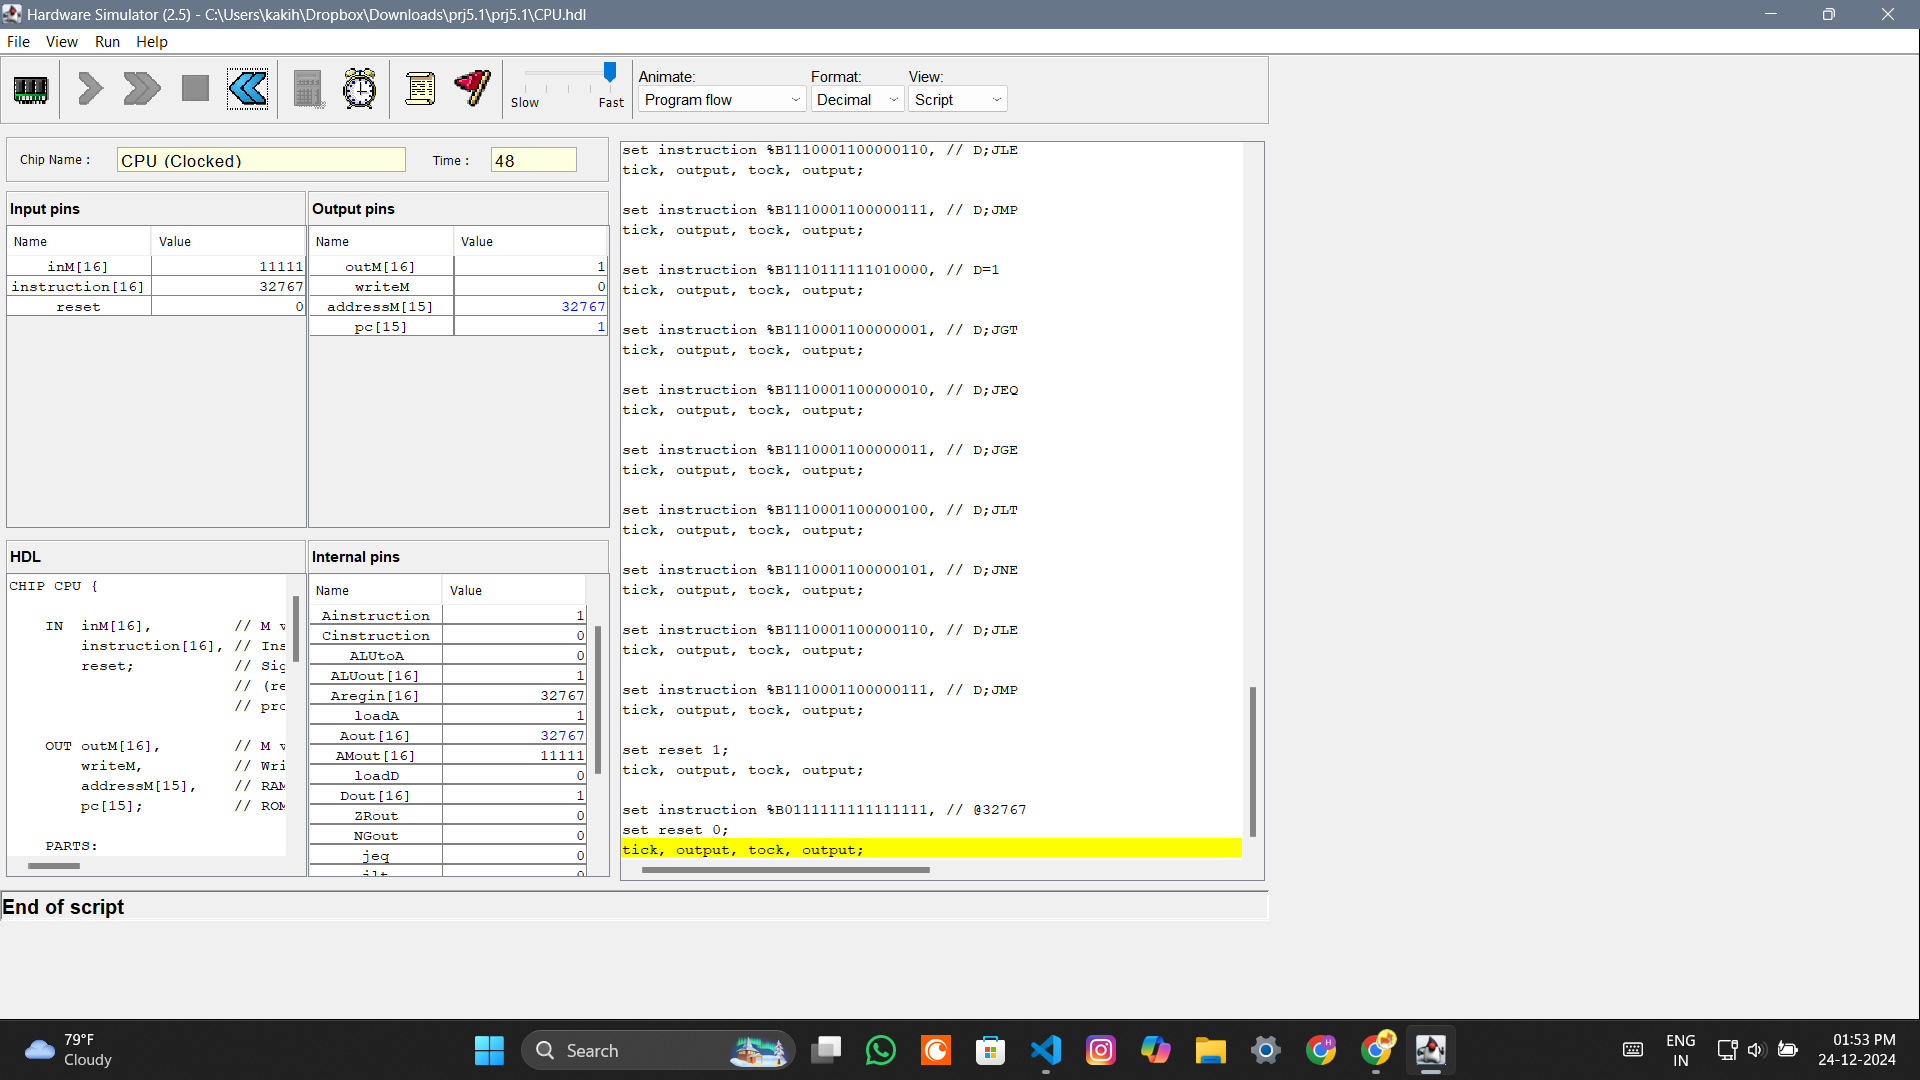 Hardware Simulator (2.5) - C:\Users\kakih\Dropbox\Downloads\prj5.1\prj5.1\CPU.hdl
File View Run Help
Slow Fast
Animate: Format: View:
Program flow Decimal Script
Chip Name : CPU (Clocked) Time : 48
Input pins
Name Value
inM[16] 11111
instruction[16] 32767
reset 0
Output pins
Name Value
outM[16] 1
writeM 0
addressM[15] 32767
pc[15] 1
HDL
CHIP CPU {
IN inM[16], // M v
instruction[16], // Ins
reset; // Sig
// (re
// pro
OUT outM[16], // M v
writeM, // Wri
addressM[15], // RAM
pc[15]; // ROM
PARTS:
Internal pins
Name Value
Ainstruction 1
Cinstruction 0
ALUtoA 0
ALUout[16] 1
Aregin[16] 32767
loadA 1
Aout[16] 32767
AMout[16] 11111
loadD 0
Dout[16] 1
ZRout 0
NGout 0
jeq 0
jlt 0
set instruction %B1110001100000110, // D;JLE
tick, output, tock, output;
set instruction %B1110001100000111, // D;JMP
tick, output, tock, output;
set instruction %B1110111111010000, // D=1
tick, output, tock, output;
set instruction %B1110001100000001, // D;JGT
tick, output, tock, output;
set instruction %B1110001100000010, // D;JEQ
tick, output, tock, output;
set instruction %B1110001100000011, // D;JGE
tick, output, tock, output;
set instruction %B1110001100000100, // D;JLT
tick, output, tock, output;
set instruction %B1110001100000101, // D;JNE
tick, output, tock, output;
set instruction %B1110001100000110, // D;JLE
tick, output, tock, output;
set instruction %B1110001100000111, // D;JMP
tick, output, tock, output;
set reset 1;
tick, output, tock, output;
set instruction %B0111111111111111, // @32767
set reset 0;
tick, output, tock, output;
End of script
79°F
Cloudy
Search
ENG
IN
01:53 PM
24-12-2024